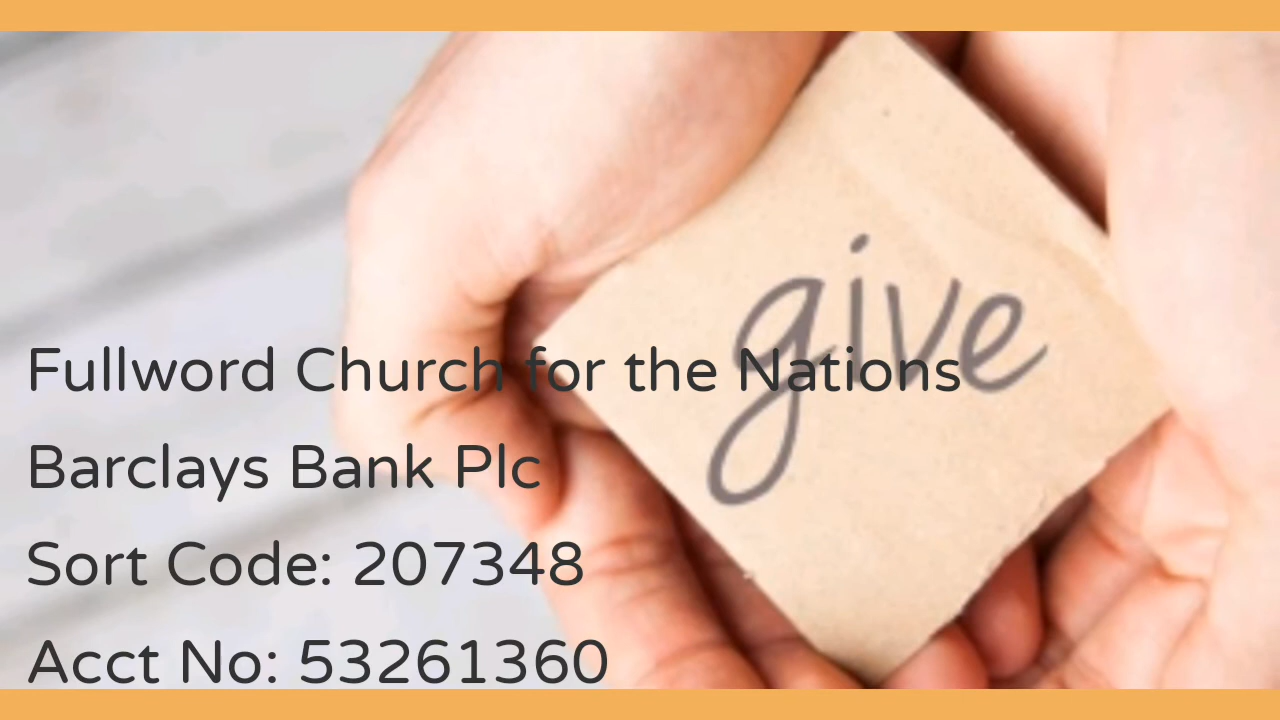 give
Fullword Church for the Nations
Barclays Bank Plc
Sort Code: 207348
Acct No: 53261360